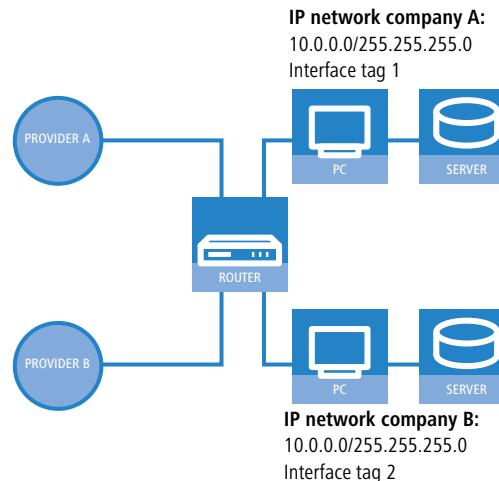 IP network company A:
10.0.0.0/255.255.255.0
Interface tag 1
PROVIDER A
PC
SERVER
ROUTER
PROVIDER B
PC
SERVER
IP network company B:
10.0.0.0/255.255.255.0
Interface tag 2